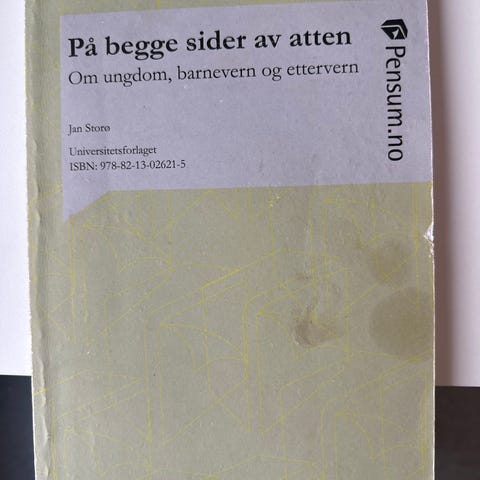 På begge sider av atten
Om ungdom, barnevern og ettervern
Jan Storø
Universitetsforlaget
ISBN: 978-82-13-02621-5
Pensum.no